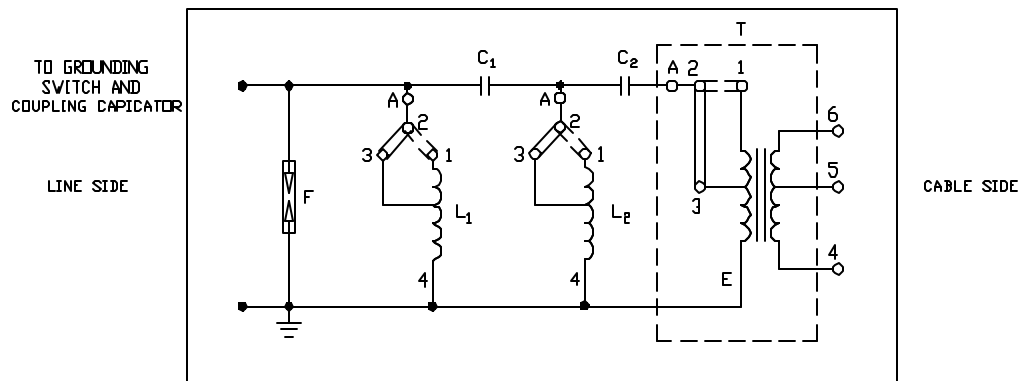 T
C1
C2
TO GROUNDING
SWITCH AND
COUPLING CAPICATOR
A
A
A
2
1
2
3
1
2
3
1
6
LINE SIDE
F
L1
L2
3
5
CABLE SIDE
4
4
E
4